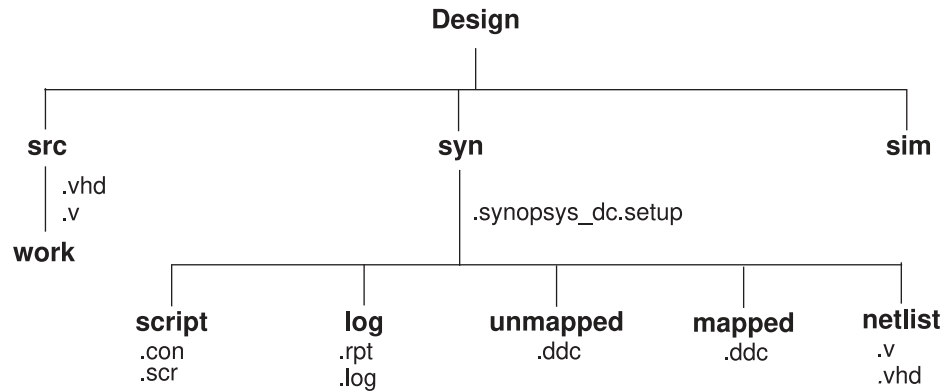 Design
src
syn
sim
.vhd
.v
.synopsys_dc.setup
work
script
log
unmapped
mapped
netlist
.con
.rpt
.ddc
.ddc
.v
.scr
.log
.vhd